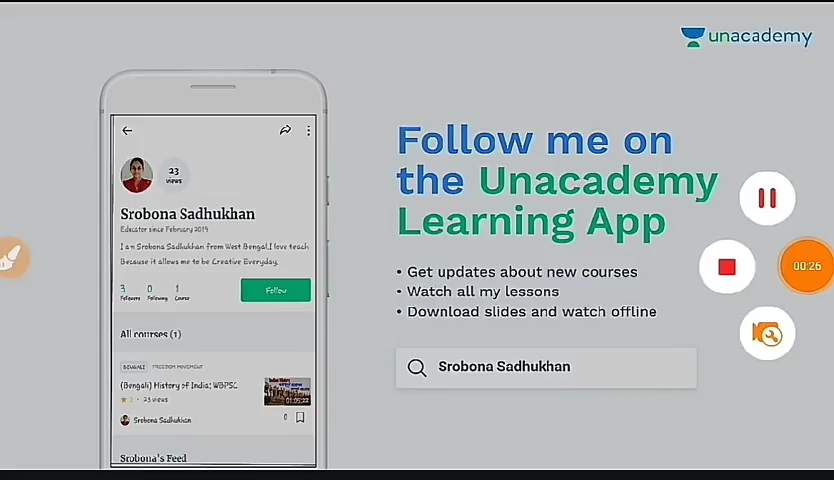 unacademy
23
views
Srobona Sadhukhan
Educator since February 2019
I am Srobona Sadhukhan from West Bengal,I love teach
Because it allows me to be Creative Everyday.
3 0 1
Followers Following Course
Follow
All courses (1)
BENGALI FREEDOM MOVEMENT
(Bengali) History of India: WBPSC
23 views
Srobona Sadhukhan
0
Srobona's Feed
Follow me on
the Unacademy
Learning App
• Get updates about new courses
• Watch all my lessons
• Download slides and watch offline
Srobona Sadhukhan
00:26